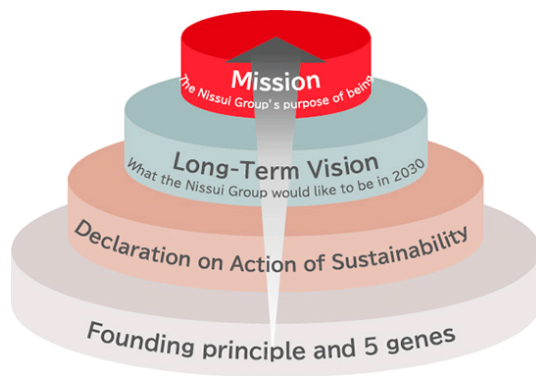 Mission
The Nissui Group's purpose of being
Long-Term Vision
What the Nissui Group would like to be in 2030
Declaration on Action of Sustainability
Founding principle and 5 genes